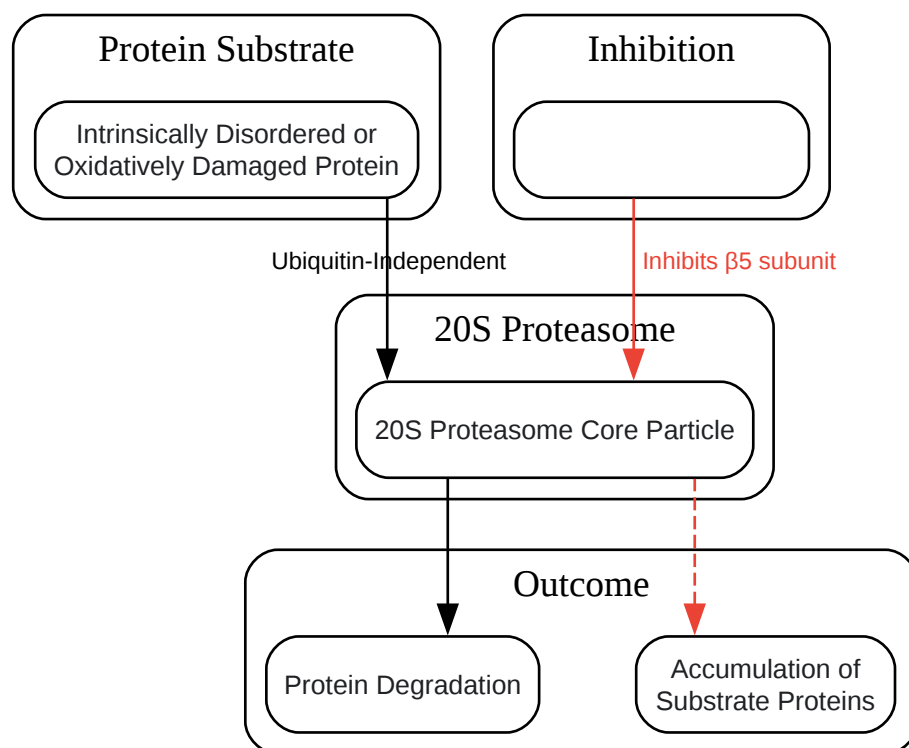 Protein Substrate
Intrinsically Disordered or
Oxidatively Damaged Protein
Inhibition
Ubiquitin-Independent
Inhibits β5 subunit
20S Proteasome
20S Proteasome Core Particle
Outcome
Protein Degradation
Accumulation of
Substrate Proteins